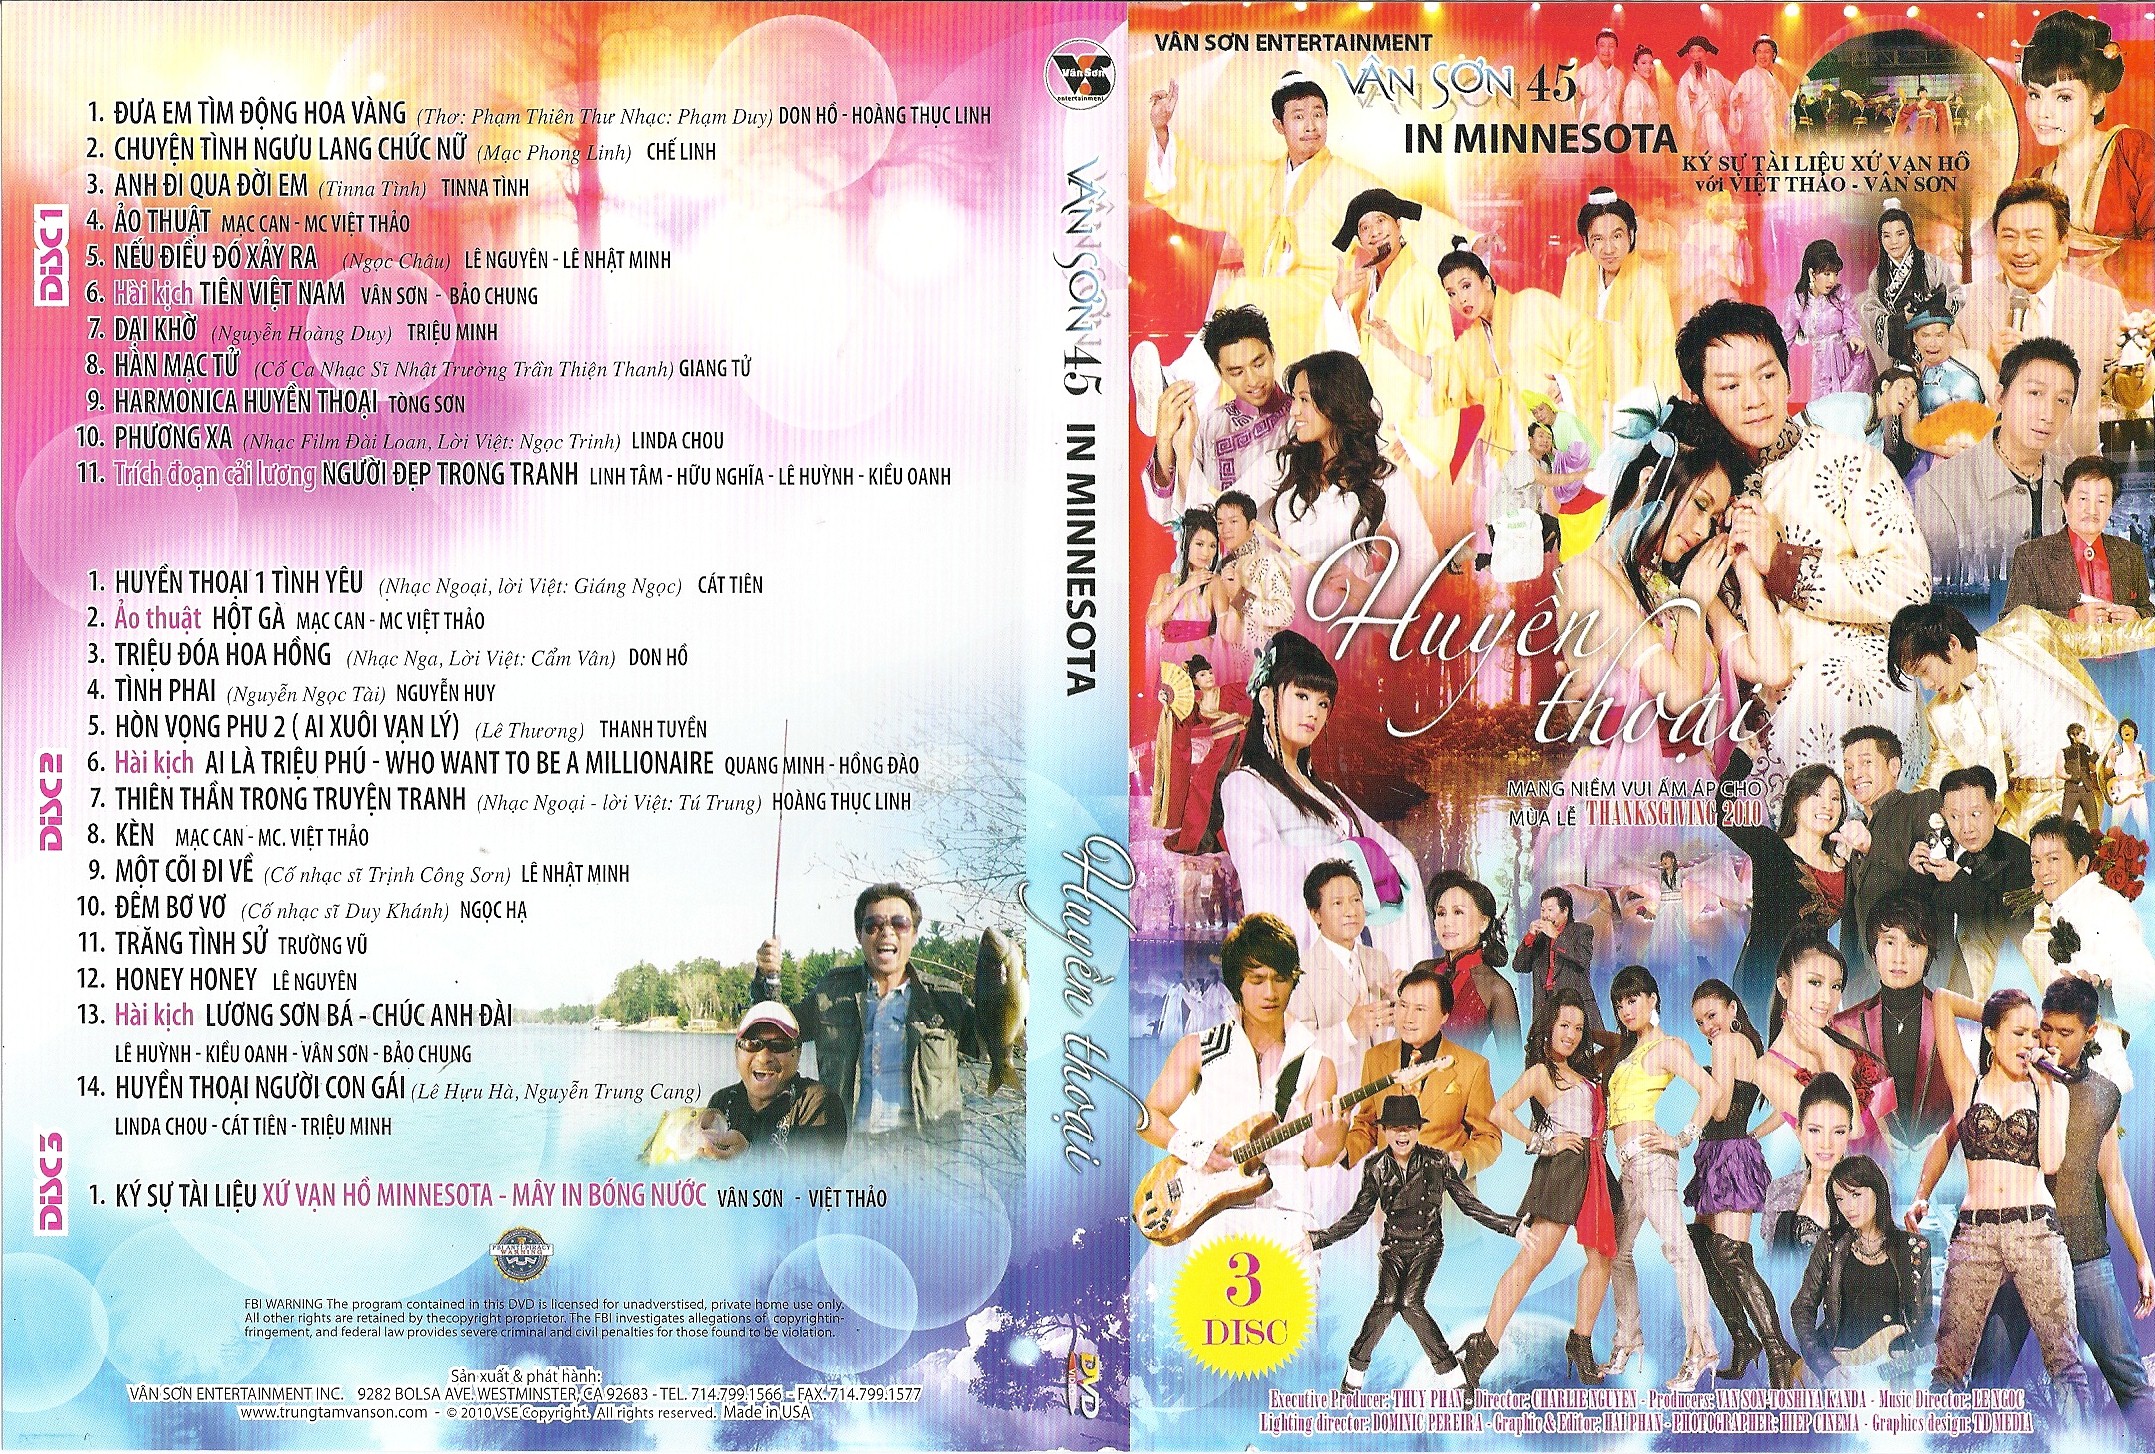 DISC 1
1. ĐƯA EM TÌM ĐỘNG HOA VÀNG (Thơ: Phạm Thiên Thư Nhạc: Phạm Duy) DON HỒ - HOÀNG THỤC LINH
2. CHUYỆN TÌNH NGƯU LANG CHỨC NỮ (Mạc Phong Linh) CHẾ LINH
3. ANH ĐI QUA ĐỜI EM (Tinna Tình) TINNA TÌNH
4. ẢO THUẬT MẠC CAN - MC VIỆT THẢO
5. NẾU ĐIỀU ĐÓ XẢY RA (Ngọc Châu) LÊ NGUYÊN - LÊ NHẬT MINH
6. Hài kịch TIÊN VIỆT NAM VÂN SƠN - BẢO CHUNG
7. DẠI KHỜ (Nguyễn Hoàng Duy) TRIỆU MINH
8. HÀN MẠC TỬ (Cố Ca Nhạc Sĩ Nhật Trường Trần Thiện Thanh) GIANG TỬ
9. HARMONICA HUYỀN THOẠI TÒNG SƠN
10. PHƯƠNG XA (Nhạc Film Đài Loan, Lời Việt: Ngọc Trinh) LINDA CHOU
11. Trích đoạn cải lương NGƯỜI ĐẸP TRONG TRANH LINH TÂM - HỮU NGHĨA - LÊ HUỲNH - KIỀU OANH
DISC 2
1. HUYỀN THOẠI 1 TÌNH YÊU (Nhạc Ngoại, lời Việt: Giáng Ngọc) CÁT TIÊN
2. Ảo thuật HỘT GÀ MẠC CAN - MC VIỆT THẢO
3. TRIỆU ĐÓA HOA HỒNG (Nhạc Nga, Lời Việt: Cẩm Vân) DON HỒ
4. TÌNH PHAI (Nguyễn Ngọc Tài) NGUYỄN HUY
5. HÒN VỌNG PHU 2 ( AI XUÔI VẠN LÝ) (Lê Thương) THANH TUYỀN
6. Hài kịch AI LÀ TRIỆU PHÚ - WHO WANT TO BE A MILLIONAIRE QUANG MINH - HỒNG ĐÀO
7. THIÊN THẦN TRONG TRUYỆN TRANH (Nhạc Ngoại - lời Việt: Tú Trung) HOÀNG THỤC LINH
8. KÈN MẠC CAN - MC. VIỆT THẢO
9. MỘT CÕI ĐI VỀ (Cố nhạc sĩ Trịnh Công Sơn) LÊ NHẬT MINH
10. ĐÊM BƠ VƠ (Cố nhạc sĩ Duy Khánh) NGỌC HẠ
11. TRĂNG TÌNH SỬ TRƯỜNG VŨ
12. HONEY HONEY LÊ NGUYÊN
13. Hài kịch LƯƠNG SƠN BÁ - CHÚC ANH ĐÀI
LÊ HUỲNH - KIỀU OANH - VÂN SƠN - BẢO CHUNG
14. HUYỀN THOẠI NGƯỜI CON GÁI (Lê Hựu Hà, Nguyễn Trung Cang)
LINDA CHOU - CÁT TIÊN - TRIỆU MINH
DISC 3
1. KÝ SỰ TÀI LIỆU XỨ VẠN HỒ MINNESOTA - MÂY IN BÓNG NƯỚC VÂN SƠN - VIỆT THẢO
FBI ANTI-PIRACY
WARNING
FBI WARNING The program contained in this DVD is licensed for unadverstised, private home use only.
All other rights are retained by thecopyright proprietor. The FBI investigates allegations of copyrightin-
fringement, and federal law provides severe criminal and civil penalties for those found to be violation.
Sản xuất & phát hành:
VÂN SƠN ENTERTAINMENT INC. 9282 BOLSA AVE. WESTMINSTER, CA 92683 - TEL. 714.799.1566 - FAX. 714.799.1577
www.trungtamvanson.com - © 2010 VSE Copyright. All rights reserved. Made in USA
Vân Sơn
entertainment
VÂN SƠN 45 IN MINNESOTA
Huyền thoại
DVD
VIDEO
VÂN SƠN ENTERTAINMENT
VÂN SƠN 45
IN MINNESOTA
KÝ SỰ TÀI LIỆU XỨ VẠN HỒ
với VIỆT THẢO - VÂN SƠN
Huyền
thoại
MANG NIỀM VUI ẤM ÁP CHO
MÙA LỄ THANKSGIVING 2010
3
DISC
Executive Producer: THUY PHAN - Director: CHARLIE NGUYEN - Producers: VAN SON-TOSHIYA KANDA - Music Director: LE NGOC
Lighting director: DOMINIC PEREIRA - Graphic & Editor: HAI PHAN - PHOTOGRAPHER: HIEP CINEMA - Graphics design: TD MEDIA